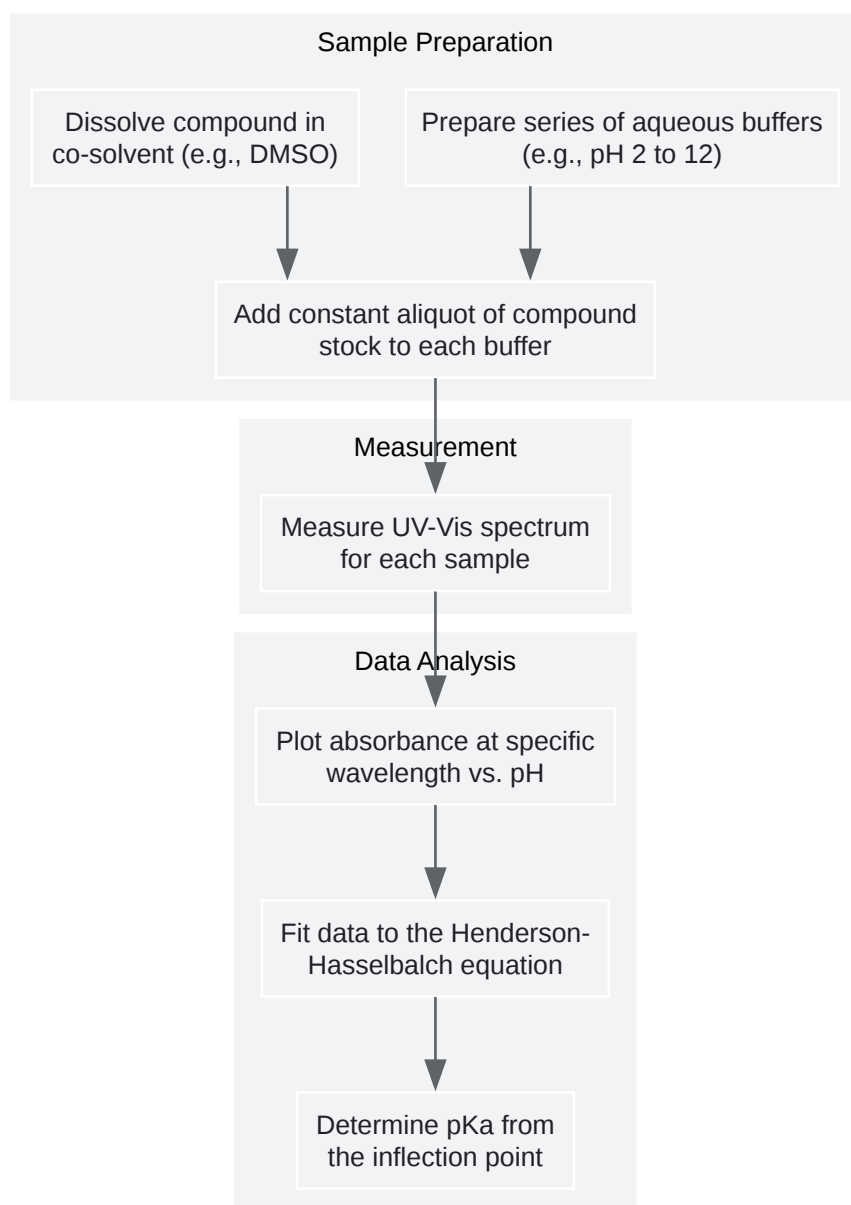 Sample Preparation
Dissolve compound in
co-solvent (e.g., DMSO)
Prepare series of aqueous buffers
(e.g., pH 2 to 12)
Add constant aliquot of compound
stock to each buffer
Measurement
Measure UV-Vis spectrum
for each sample
Data Analysis
Plot absorbance at specific
wavelength vs. pH
Fit data to the Henderson-
Hasselbalch equation
Determine pKa from
the inflection point